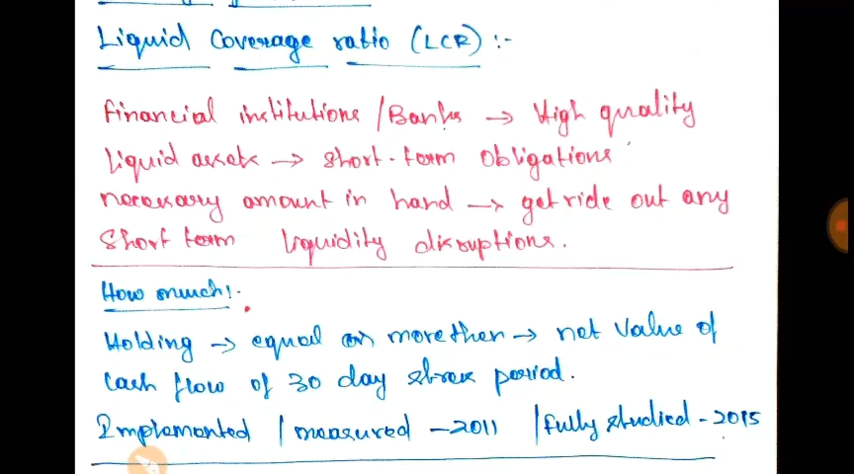 Liquid Coverage ratio (LCR) :-
Financial institutions / Banks → High quality
Liquid assets → short-term obligations
necessary amount in hand → get ride out any
Short term liquidity disruptions.
How much:-
Holding → equal or more then → net value of
Cash flow of 30 day stress period.
Implemented / measured - 2011 / fully studied - 2015